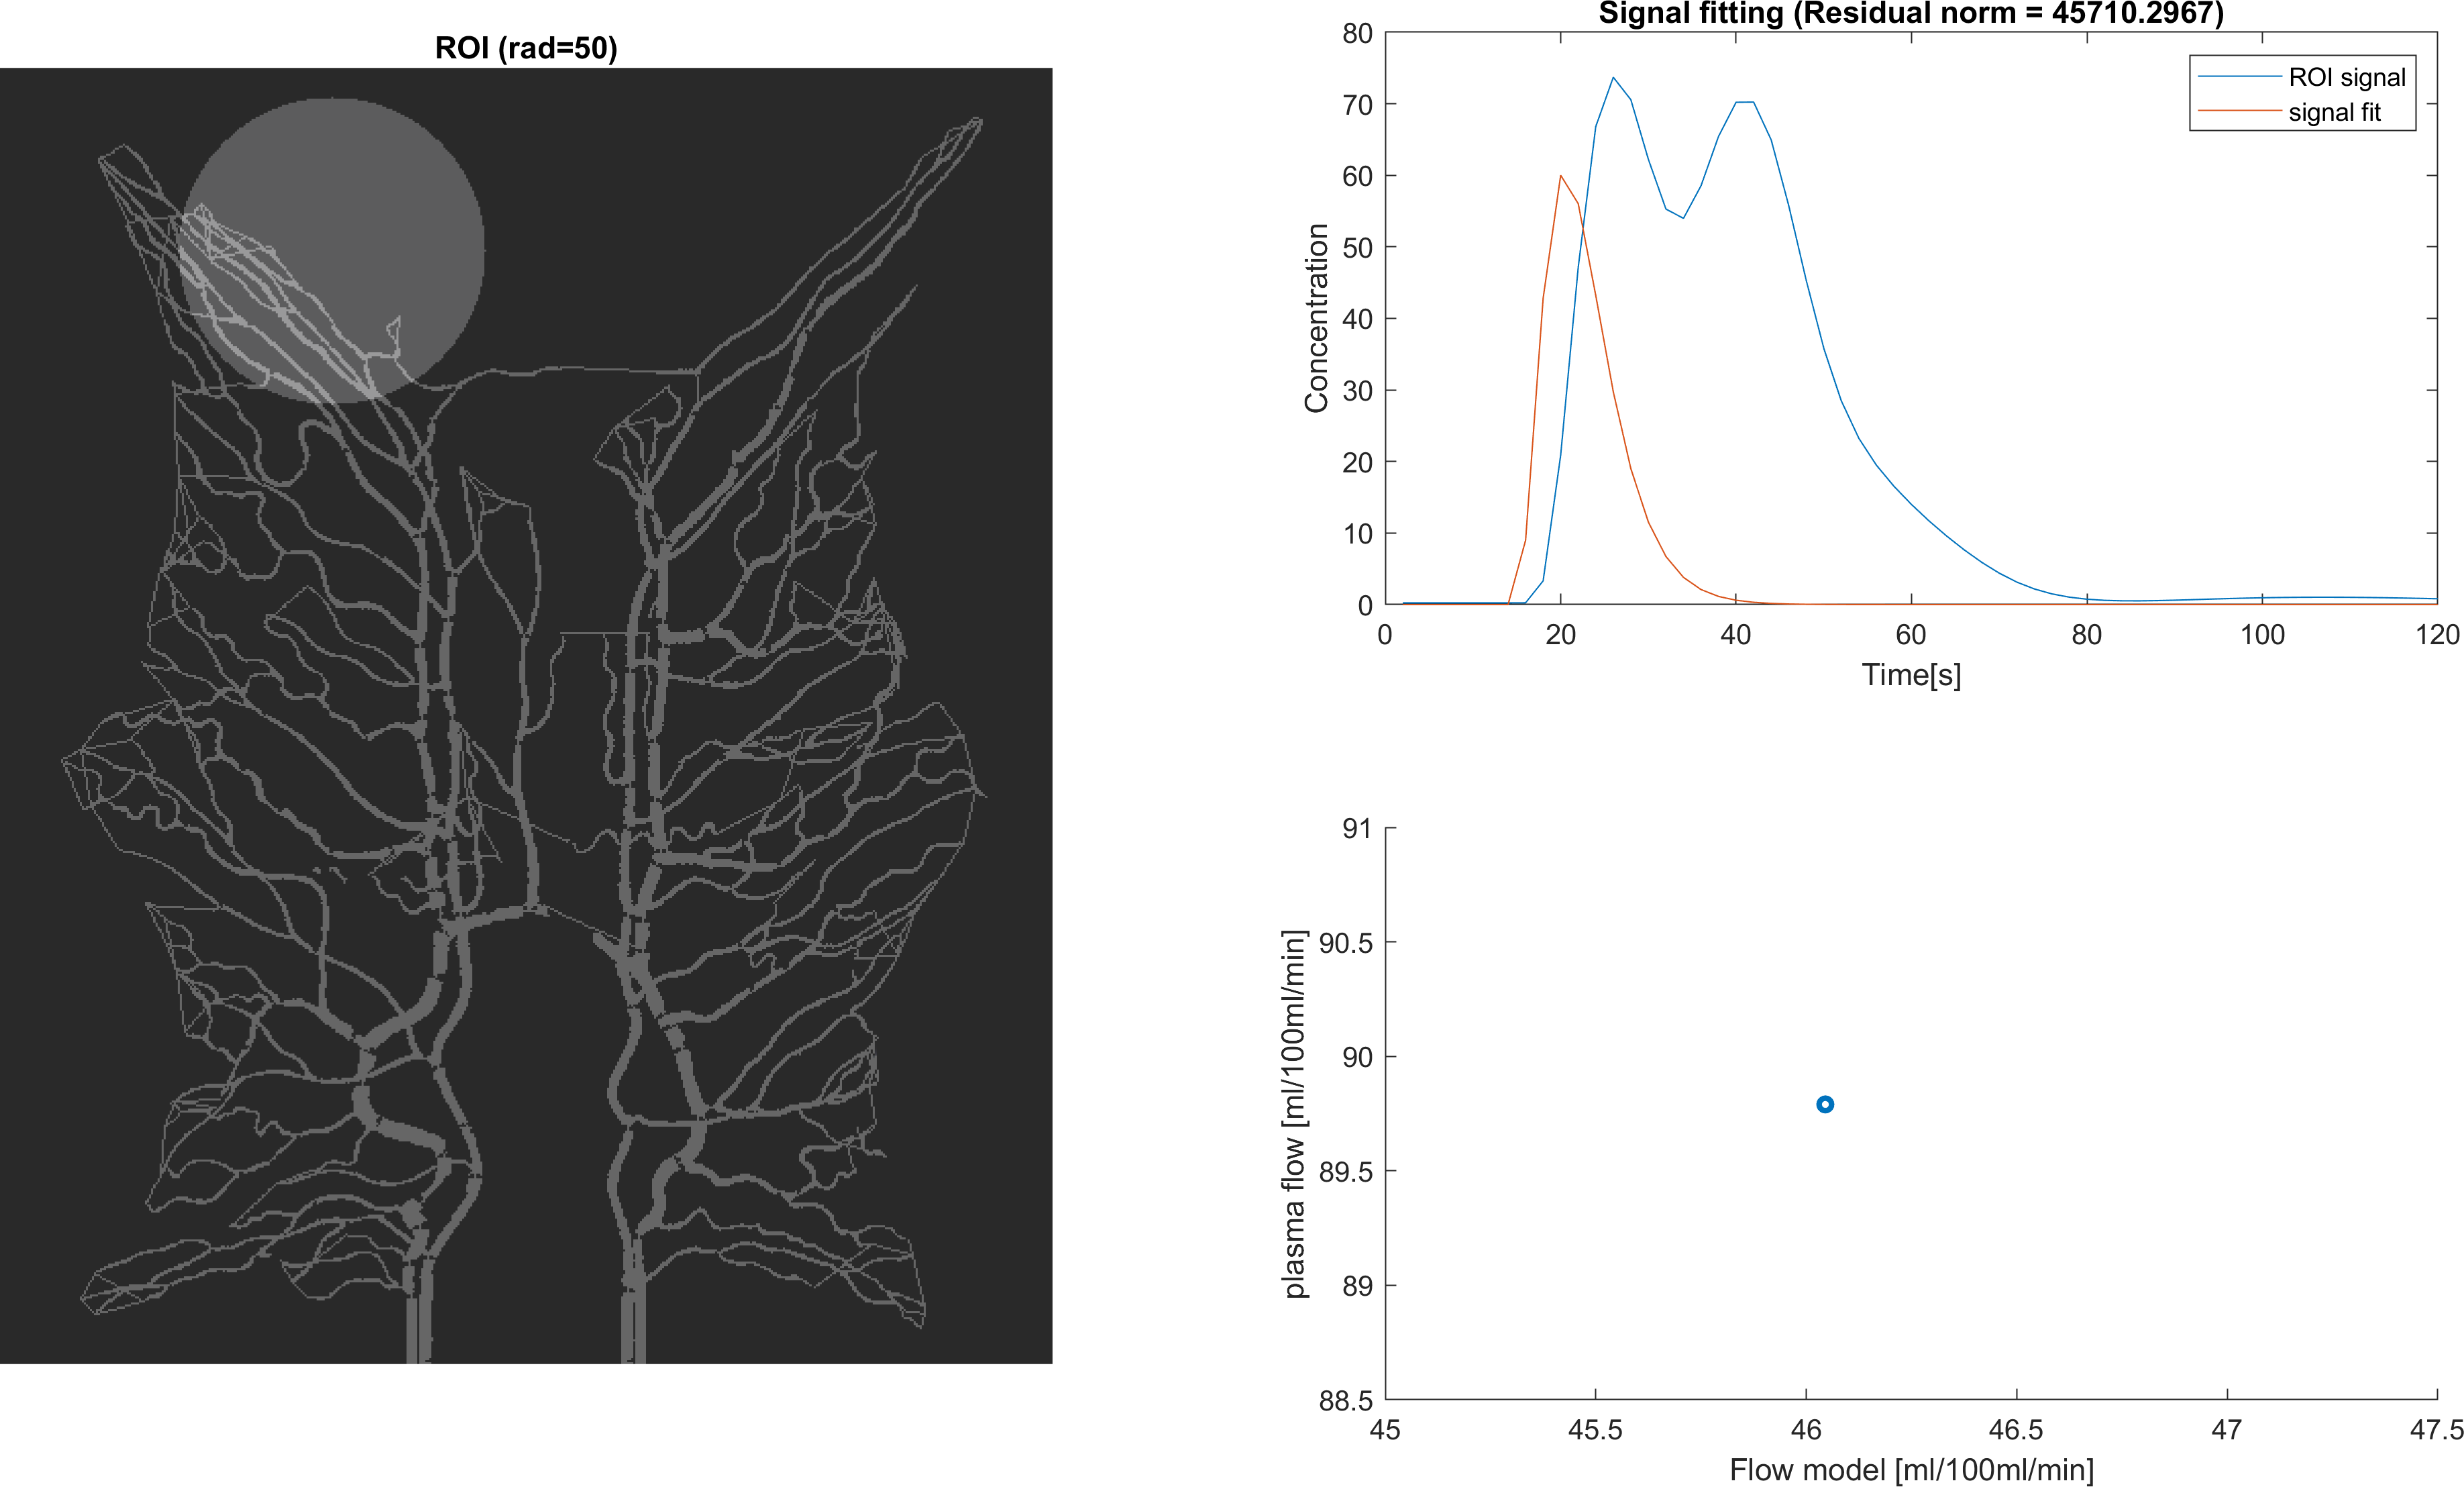 ROI (rad=50)
Signal fitting (Residual norm = 45710.2967)
80
70
60
50
40
30
20
10
0
Concentration
ROI signal
signal fit
0 20 40 60 80 100 120
Time[s]
91
90.5
90
89.5
89
88.5
plasma flow [ml/100ml/min]
45 45.5 46 46.5 47 47.5
Flow model [ml/100ml/min]